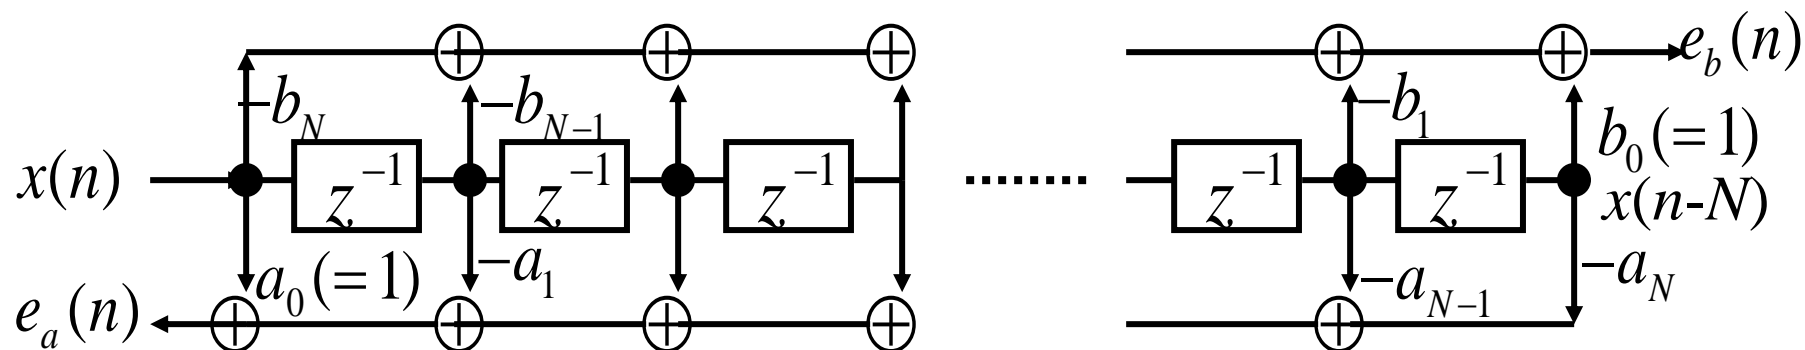 e_b(n)
−b_N −b_{N−1} −b_1 b_0(=1)
x(n) z^{−1} z^{−1} z^{−1} z^{−1} z^{−1} x(n-N)
a_0(=1) −a_1 −a_{N−1} −a_N
e_a(n)